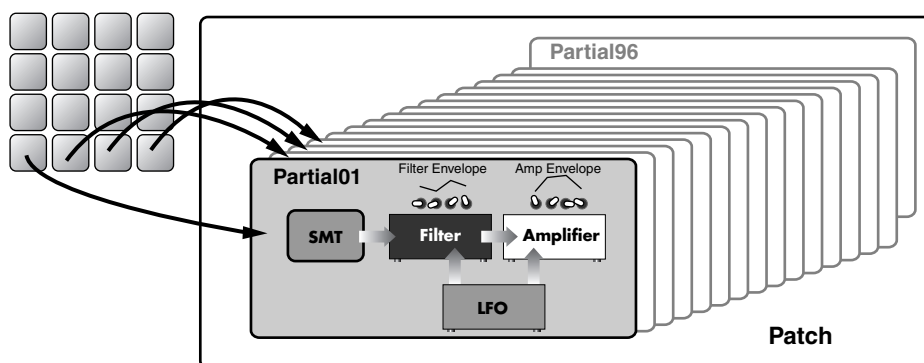 Partial96
Partial01
Filter Envelope
Amp Envelope
SMT
Filter
Amplifier
LFO
Patch